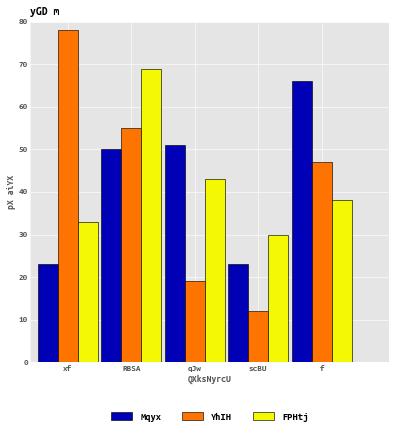 yGD m
80
70
60
50
40
30
20
10
0
pX aiYX
xf RBSA qJw scBU f
QXksNyrcU
Mqyx YhIH FPHtj